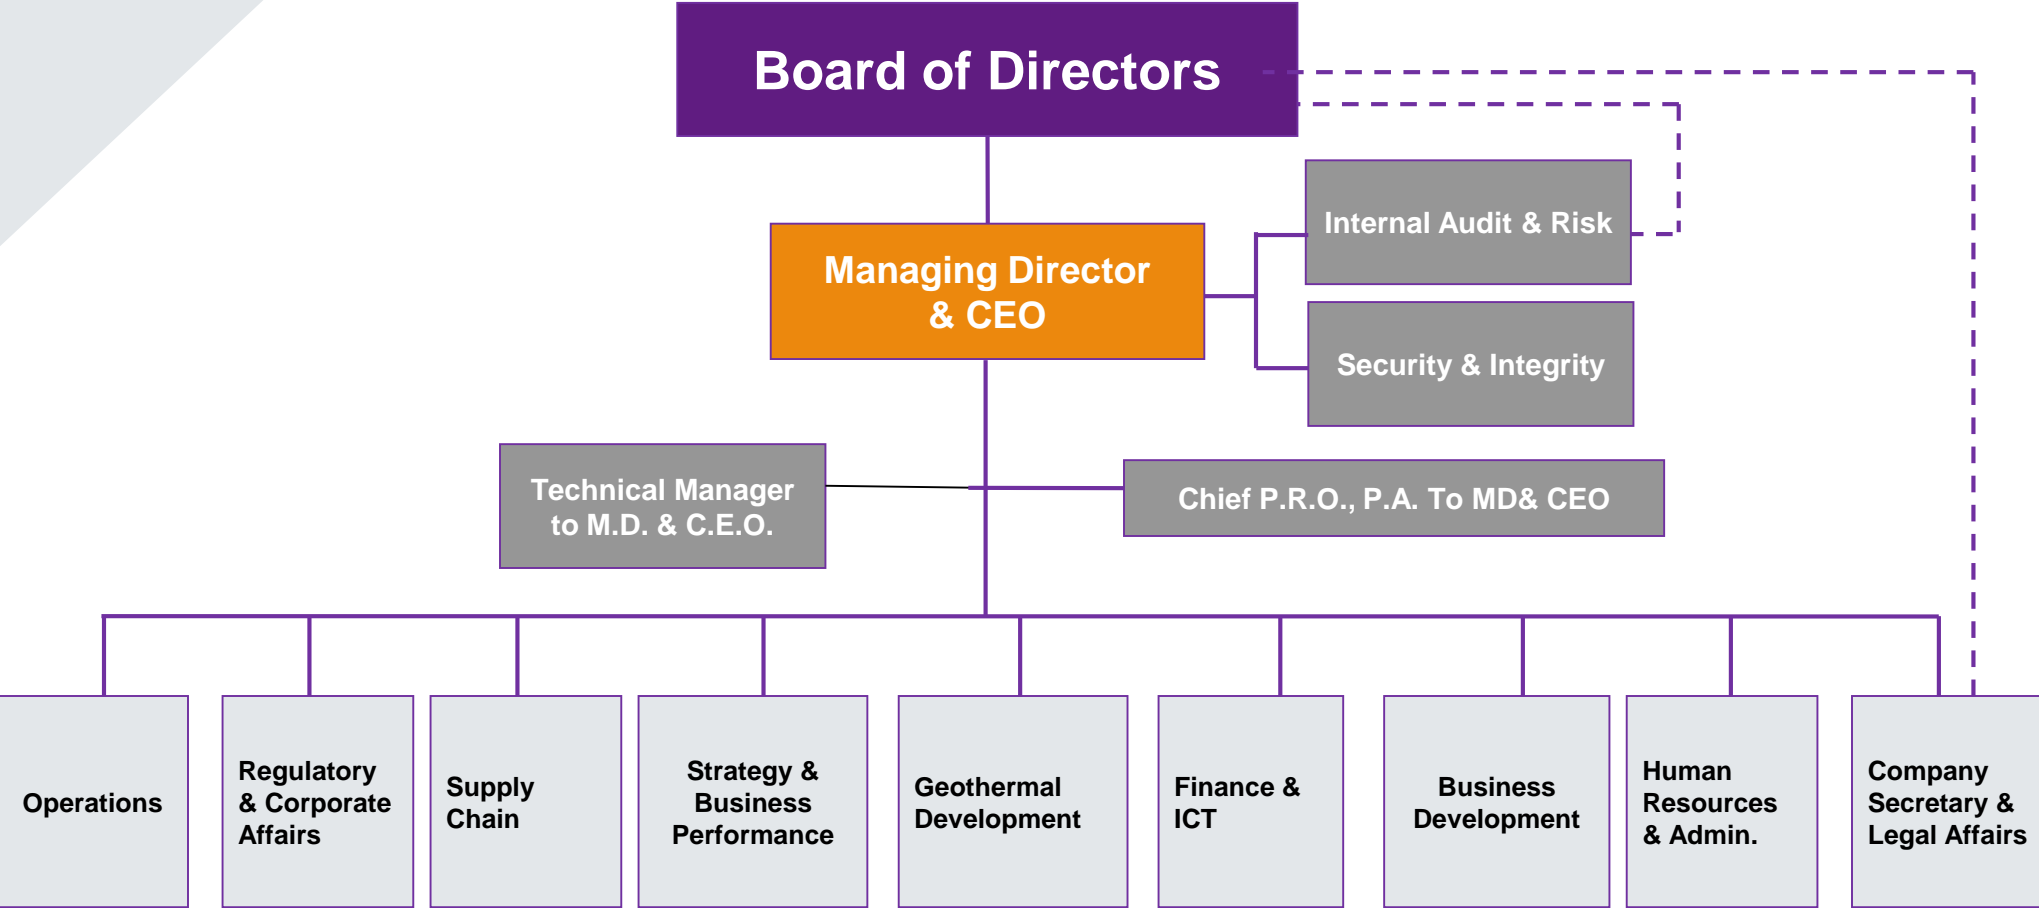 Board of Directors
Internal Audit & Risk
Managing Director
& CEO
Security & Integrity
Technical Manager
to M.D. & C.E.O.
Chief P.R.O., P.A. To MD& CEO
Operations
Regulatory
& Corporate
Affairs
Supply
Chain
Strategy &
Business
Performance
Geothermal
Development
Finance &
ICT
Business
Development
Human
Resources
& Admin.
Company
Secretary &
Legal Affairs